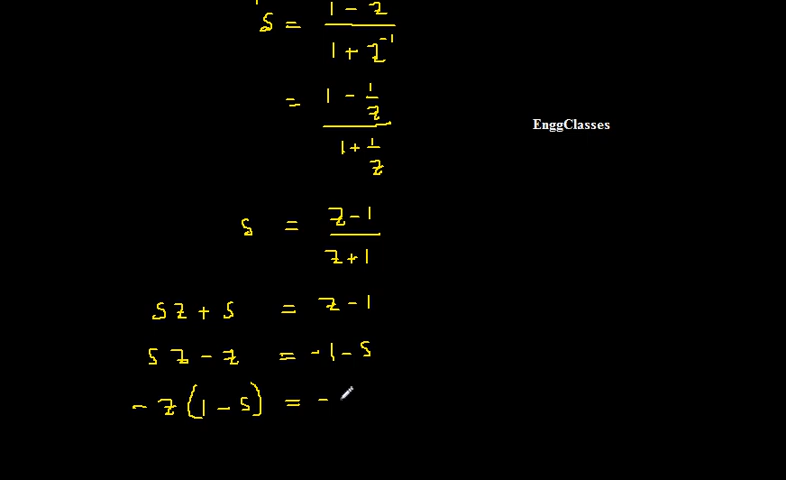 s = 1 - z / 1 + z^-1
= 1 - 1/z / 1 + 1/z
EnggClasses
s = z - 1 / z + 1
sz + s = z - 1
sz - z = -1 - s
- z (1 - s) = -